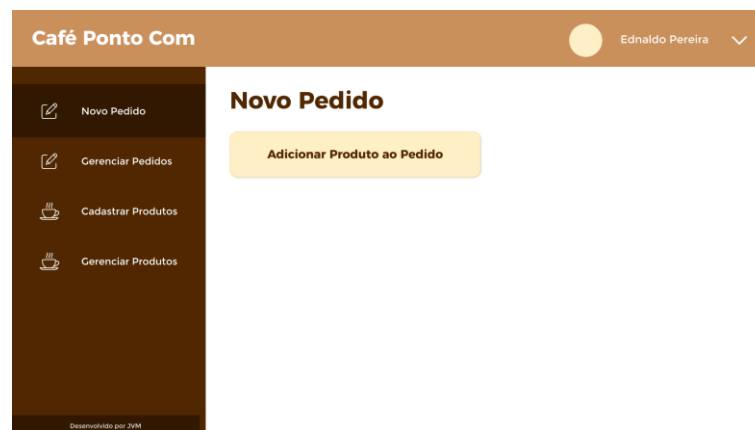 Café Ponto Com
Ednaldo Pereira
Novo Pedido
Gerenciar Pedidos
Cadastrar Produtos
Gerenciar Produtos
Desenvolvido por JVM
Novo Pedido
Adicionar Produto ao Pedido